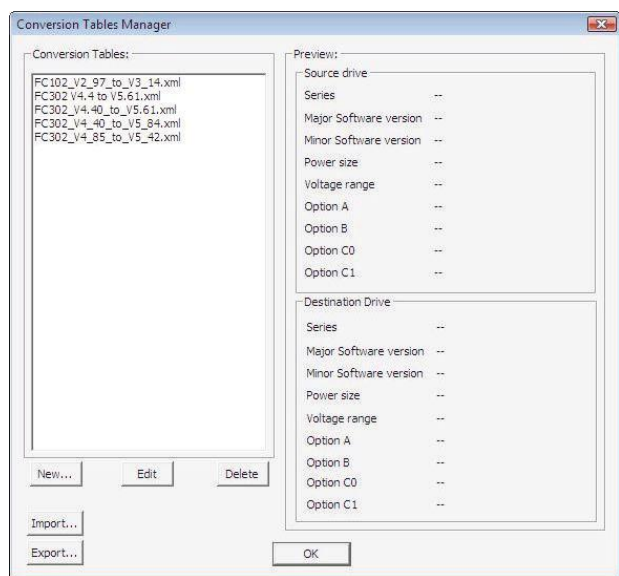 Conversion Tables Manager
Conversion Tables:
FC102_V2_97_to_V3_14.xml
FC302 V4.4 to V5.61.xml
FC302_V4.40_to_V5.61.xml
FC302_V4_40_to_V5_84.xml
FC302_V4_85_to_V5_42.xml
New...
Edit
Delete
Import...
Export...
Preview:
Source drive
Series --
Major Software version --
Minor Software version --
Power size --
Voltage range --
Option A --
Option B --
Option C0 --
Option C1 --
Destination Drive
Series --
Major Software version --
Minor Software version --
Power size --
Voltage range --
Option A --
Option B --
Option C0 --
Option C1 --
OK